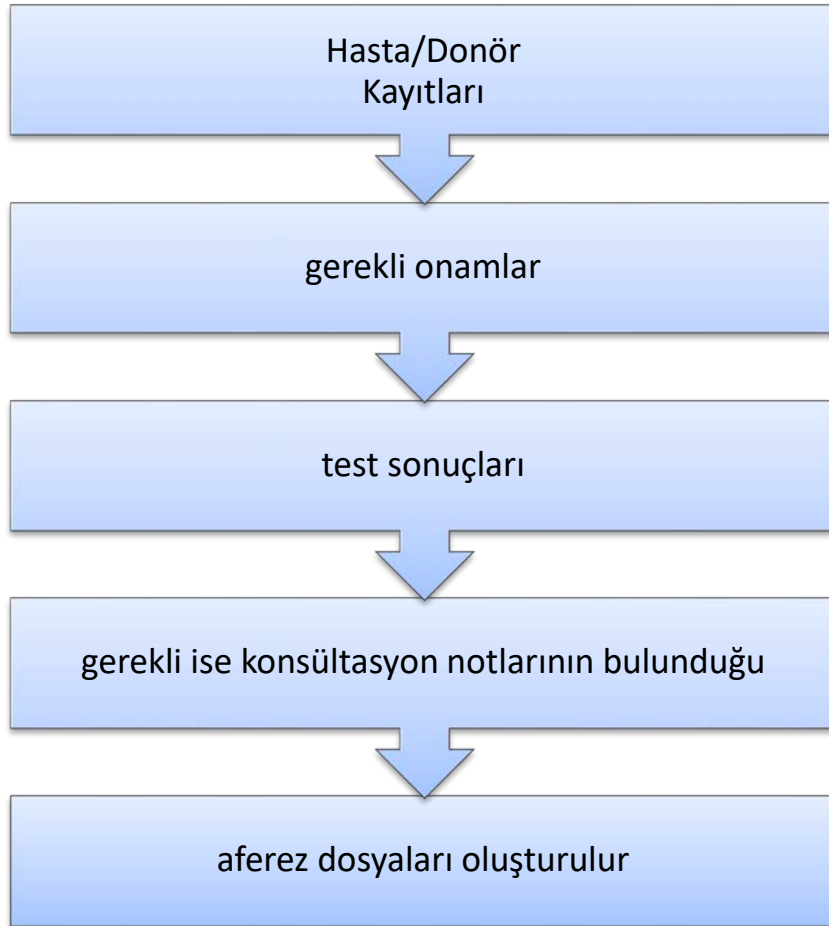 Hasta/Donör
Kayıtları
gerekli onamlar
test sonuçları
gerekli ise konsültasyon notlarının bulunduğu
aferez dosyaları oluşturulur